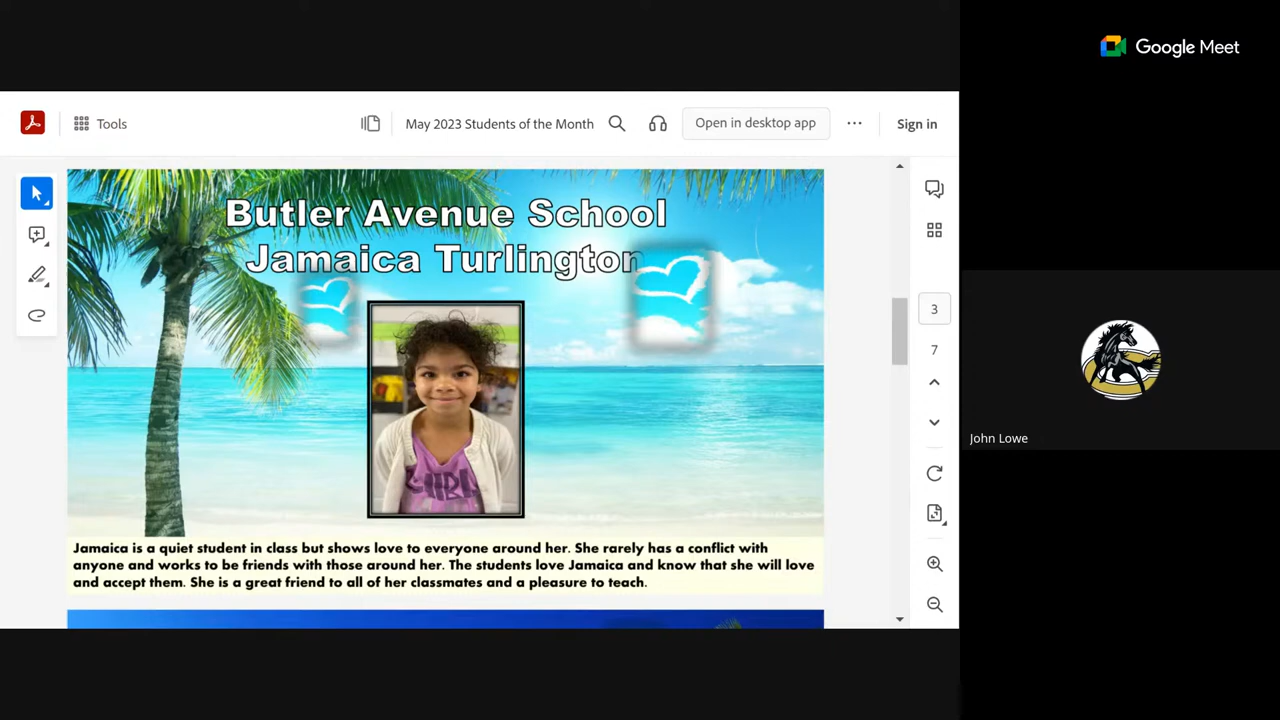 Google Meet
Tools
May 2023 Students of the Month
Open in desktop app
Sign in
Butler Avenue School
Jamaica Turlington
3
7
John Lowe
Jamaica is a quiet student in class but shows love to everyone around her. She rarely has a conflict with
anyone and works to be friends with those around her. The students love Jamaica and know that she will love
and accept them. She is a great friend to all of her classmates and a pleasure to teach.